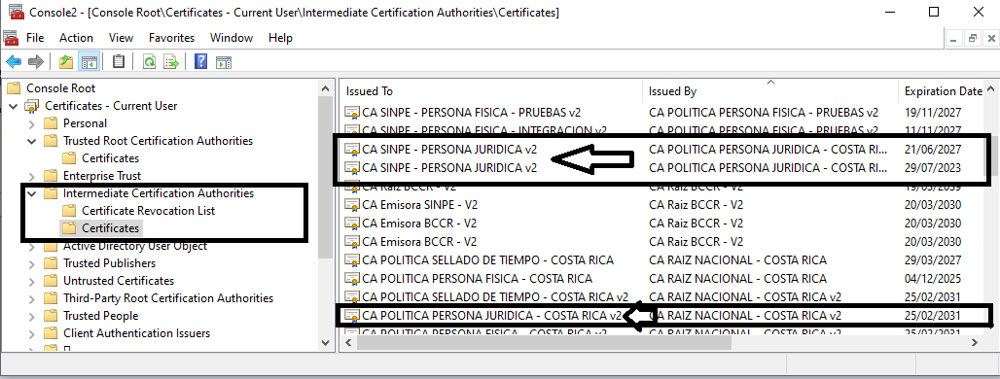 Console2 - [Console Root\Certificates - Current User\Intermediate Certification Authorities\Certificates]
File Action View Favorites Window Help
Console Root
Certificates - Current User
Personal
Trusted Root Certification Authorities
Certificates
Enterprise Trust
Intermediate Certification Authorities
Certificate Revocation List
Certificates
Active Directory User Object
Trusted Publishers
Untrusted Certificates
Third-Party Root Certification Authorities
Trusted People
Client Authentication Issuers
Issued To Issued By Expiration Date
CA SINPE - PERSONA FISICA - PRUEBAS v2 CA POLITICA PERSONA FISICA - PRUEBAS v2 19/11/2027
CA SINPE - PERSONA FISICA - INTEGRACION v2 CA POLITICA PERSONA FISICA - PRUEBAS v2 11/11/2027
CA SINPE - PERSONA JURIDICA v2 CA POLITICA PERSONA JURIDICA - COSTA RI... 21/06/2027
CA SINPE - PERSONA JURIDICA v2 CA POLITICA PERSONA JURIDICA - COSTA RI... 29/07/2023
CA Raiz BCCR - V2 CA Raiz BCCR - V2 20/03/2039
CA Emisora SINPE - V2 CA Raiz BCCR - V2 20/03/2030
CA Emisora BCCR - V2 CA Raiz BCCR - V2 20/03/2030
CA Emisora BCCR - V2 CA Raiz BCCR - V2 20/03/2030
CA POLITICA SELLADO DE TIEMPO - COSTA RICA CA RAIZ NACIONAL - COSTA RICA 29/03/2027
CA POLITICA PERSONA FISICA - COSTA RICA CA RAIZ NACIONAL - COSTA RICA 04/12/2025
CA POLITICA SELLADO DE TIEMPO - COSTA RICA v2 CA RAIZ NACIONAL - COSTA RICA v2 25/02/2031
CA POLITICA PERSONA JURIDICA - COSTA RICA v2 CA RAIZ NACIONAL - COSTA RICA v2 25/02/2031
CA POLITICA PERSONA FISICA - COSTA RICA v2 CA RAIZ NACIONAL - COSTA RICA v2 25/02/2031